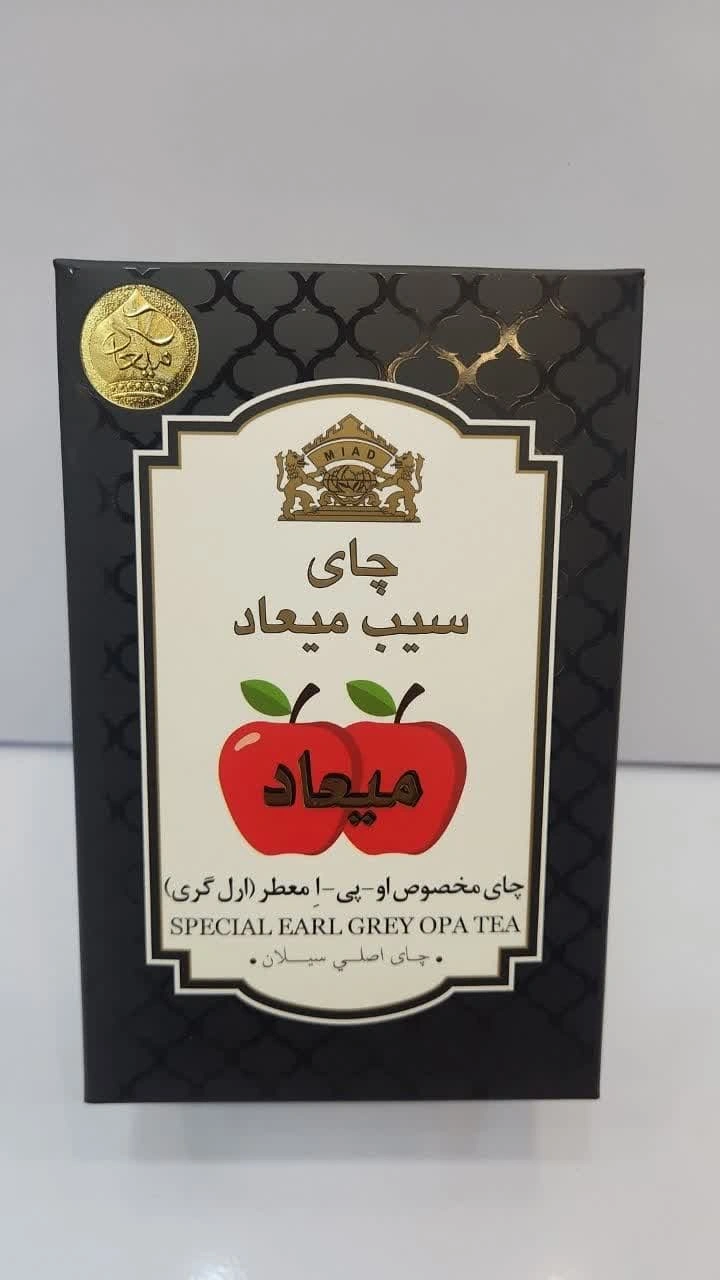 میعاد
MIAD
چای
سیب میعاد
میعاد
چای مخصوص او-پی-اِ معطر (ارل گری)
SPECIAL EARL GREY OPA TEA
• چای اصلي سیلان •